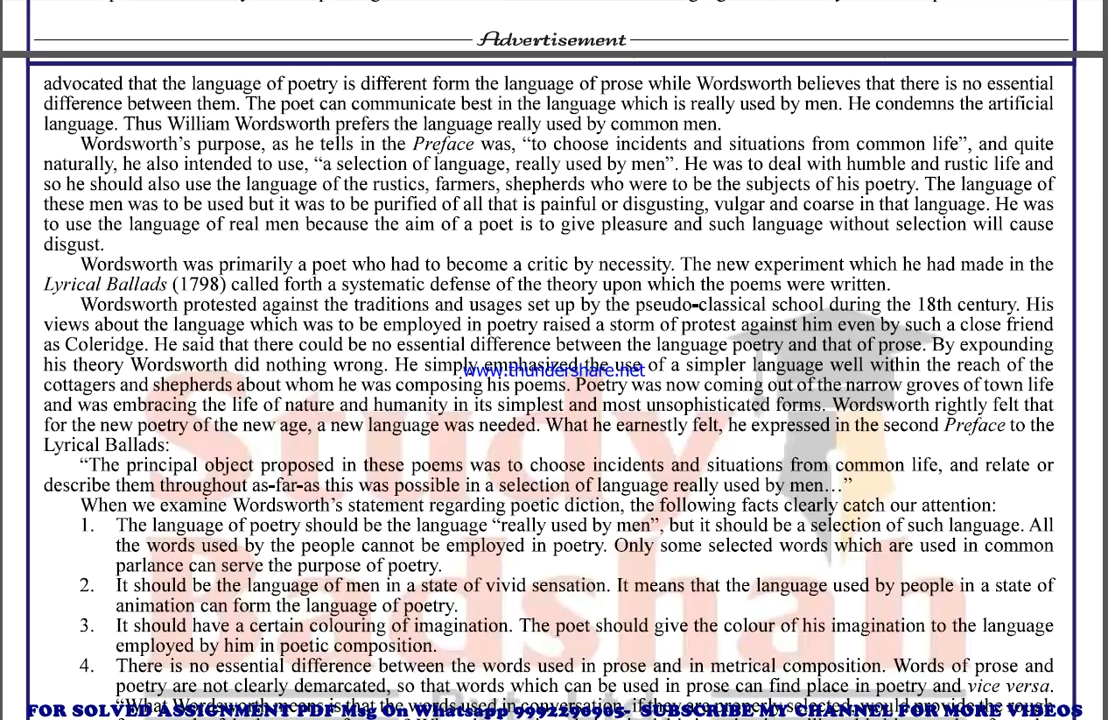 Advertisement
advocated that the language of poetry is different form the language of prose while Wordsworth believes that there is no essential
difference between them. The poet can communicate best in the language which is really used by men. He condemns the artificial
language. Thus William Wordsworth prefers the language really used by common men.
Wordsworth's purpose, as he tells in the Preface was, "to choose incidents and situations from common life", and quite
naturally, he also intended to use, "a selection of language, really used by men". He was to deal with humble and rustic life and
so he should also use the language of the rustics, farmers, shepherds who were to be the subjects of his poetry. The language of
these men was to be used but it was to be purified of all that is painful or disgusting, vulgar and coarse in that language. He was
to use the language of real men because the aim of a poet is to give pleasure and such language without selection will cause
disgust.
Wordsworth was primarily a poet who had to become a critic by necessity. The new experiment which he had made in the
Lyrical Ballads (1798) called forth a systematic defense of the theory upon which the poems were written.
Wordsworth protested against the traditions and usages set up by the pseudo-classical school during the 18th century. His
views about the language which was to be employed in poetry raised a storm of protest against him even by such a close friend
as Coleridge. He said that there could be no essential difference between the language poetry and that of prose. By expounding
his theory Wordsworth did nothing wrong. He simply emphasized the use of a simpler language well within the reach of the
www.thundershare.net
cottagers and shepherds about whom he was composing his poems. Poetry was now coming out of the narrow groves of town life
and was embracing the life of nature and humanity in its simplest and most unsophisticated forms. Wordsworth rightly felt that
for the new poetry of the new age, a new language was needed. What he earnestly felt, he expressed in the second Preface to the
Lyrical Ballads:
"The principal object proposed in these poems was to choose incidents and situations from common life, and relate or
describe them throughout as-far-as this was possible in a selection of language really used by men…"
When we examine Wordsworth's statement regarding poetic diction, the following facts clearly catch our attention:
1. The language of poetry should be the language "really used by men", but it should be a selection of such language. All
the words used by the people cannot be employed in poetry. Only some selected words which are used in common
parlance can serve the purpose of poetry.
2. It should be the language of men in a state of vivid sensation. It means that the language used by people in a state of
animation can form the language of poetry.
3. It should have a certain colouring of imagination. The poet should give the colour of his imagination to the language
employed by him in poetic composition.
4. There is no essential difference between the words used in prose and in metrical composition. Words of prose and
poetry are not clearly demarcated, so that words which can be used in prose can find place in poetry and vice versa.
"What Wordsworth means is that the words used in conversation, if they are properly selected, would provide the rough
FOR SOLVED ASSIGNMENT PDF Msg On Whatsapp 9992290985- SUBSCRIBE MY CHANNEL FOR MORE VIDEOS
Study
Badshah